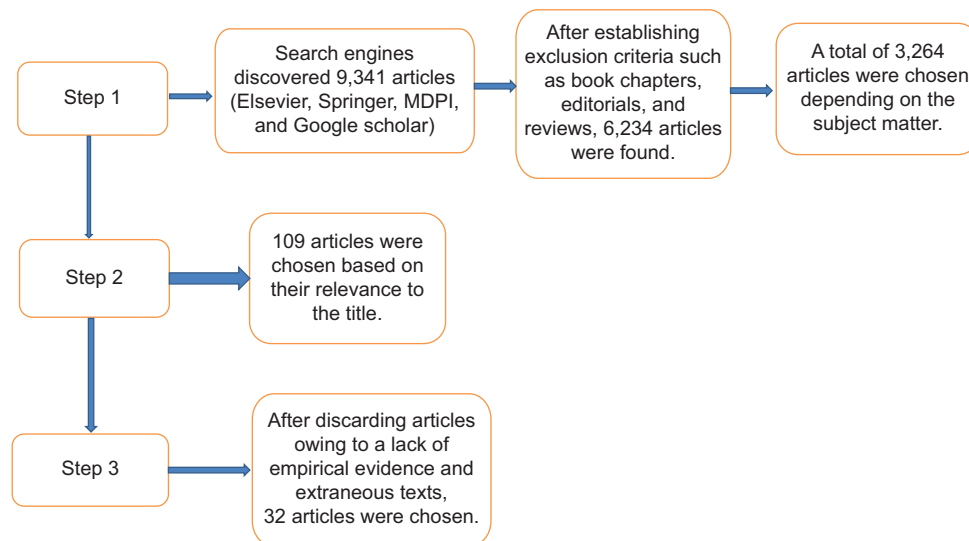 Step 1
Search engines
discovered 9,341 articles
(Elsevier, Springer, MDPI,
and Google scholar)
After establishing
exclusion criteria such
as book chapters,
editorials, and
reviews, 6,234 articles
were found.
A total of 3,264
articles were chosen
depending on the
subject matter.
Step 2
109 articles were
chosen based on
their relevance to
the title.
Step 3
After discarding articles
owing to a lack of
empirical evidence and
extraneous texts,
32 articles were chosen.